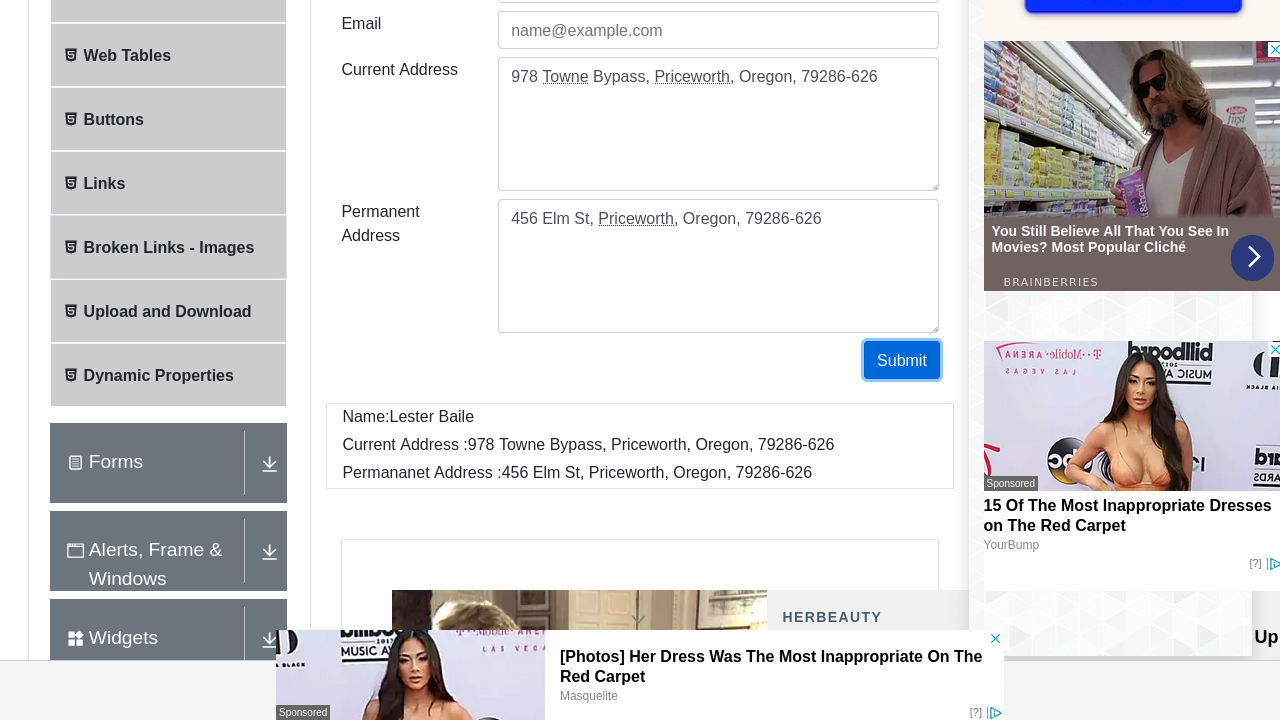 Web Tables
Buttons
Links
Broken Links - Images
Upload and Download
Dynamic Properties
Forms
Alerts, Frame &
Windows
Widgets
Email
name@example.com
Current Address
978 Towne Bypass, Priceworth, Oregon, 79286-626
Permanent
Address
456 Elm St, Priceworth, Oregon, 79286-626
Submit
Name:Lester Baile
Current Address :978 Towne Bypass, Priceworth, Oregon, 79286-626
Permananet Address :456 Elm St, Priceworth, Oregon, 79286-626
HERBEAUTY
You Still Believe All That You See In
Movies? Most Popular Cliché
BRAINBERRIES
Sponsored
15 Of The Most Inappropriate Dresses
on The Red Carpet
YourBump
[?]
Up
[Photos] Her Dress Was The Most Inappropriate On The
Red Carpet
Masquelite
Sponsored
[?]